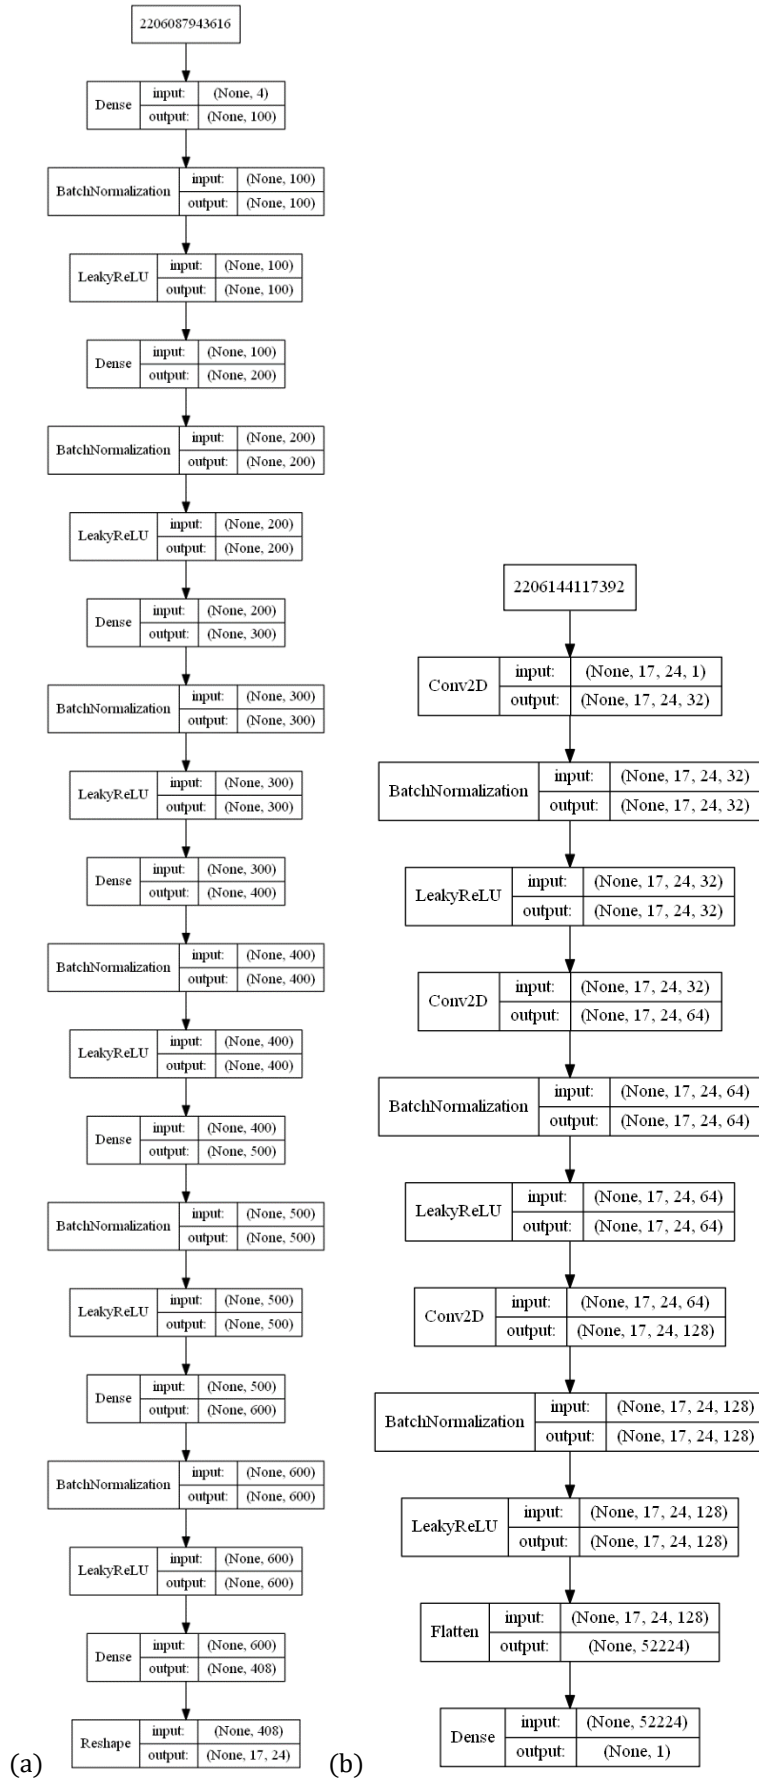 2206087943616
Dense input: (None, 4)
output: (None, 100)
BatchNormalization input: (None, 100)
output: (None, 100)
LeakyReLU input: (None, 100)
output: (None, 100)
Dense input: (None, 100)
output: (None, 200)
BatchNormalization input: (None, 200)
output: (None, 200)
LeakyReLU input: (None, 200)
output: (None, 200)
Dense input: (None, 200)
output: (None, 300)
BatchNormalization input: (None, 300)
output: (None, 300)
LeakyReLU input: (None, 300)
output: (None, 300)
Dense input: (None, 300)
output: (None, 400)
BatchNormalization input: (None, 400)
output: (None, 400)
LeakyReLU input: (None, 400)
output: (None, 400)
Dense input: (None, 400)
output: (None, 500)
BatchNormalization input: (None, 500)
output: (None, 500)
LeakyReLU input: (None, 500)
output: (None, 500)
Dense input: (None, 500)
output: (None, 600)
BatchNormalization input: (None, 600)
output: (None, 600)
LeakyReLU input: (None, 600)
output: (None, 600)
Dense input: (None, 600)
output: (None, 408)
Reshape input: (None, 408)
output: (None, 17, 24)
(a)
2206144117392
Conv2D input: (None, 17, 24, 1)
output: (None, 17, 24, 32)
BatchNormalization input: (None, 17, 24, 32)
output: (None, 17, 24, 32)
LeakyReLU input: (None, 17, 24, 32)
output: (None, 17, 24, 32)
Conv2D input: (None, 17, 24, 32)
output: (None, 17, 24, 64)
BatchNormalization input: (None, 17, 24, 64)
output: (None, 17, 24, 64)
LeakyReLU input: (None, 17, 24, 64)
output: (None, 17, 24, 64)
Conv2D input: (None, 17, 24, 64)
output: (None, 17, 24, 128)
BatchNormalization input: (None, 17, 24, 128)
output: (None, 17, 24, 128)
LeakyReLU input: (None, 17, 24, 128)
output: (None, 17, 24, 128)
Flatten input: (None, 17, 24, 128)
output: (None, 52224)
Dense input: (None, 52224)
output: (None, 1)
(b)